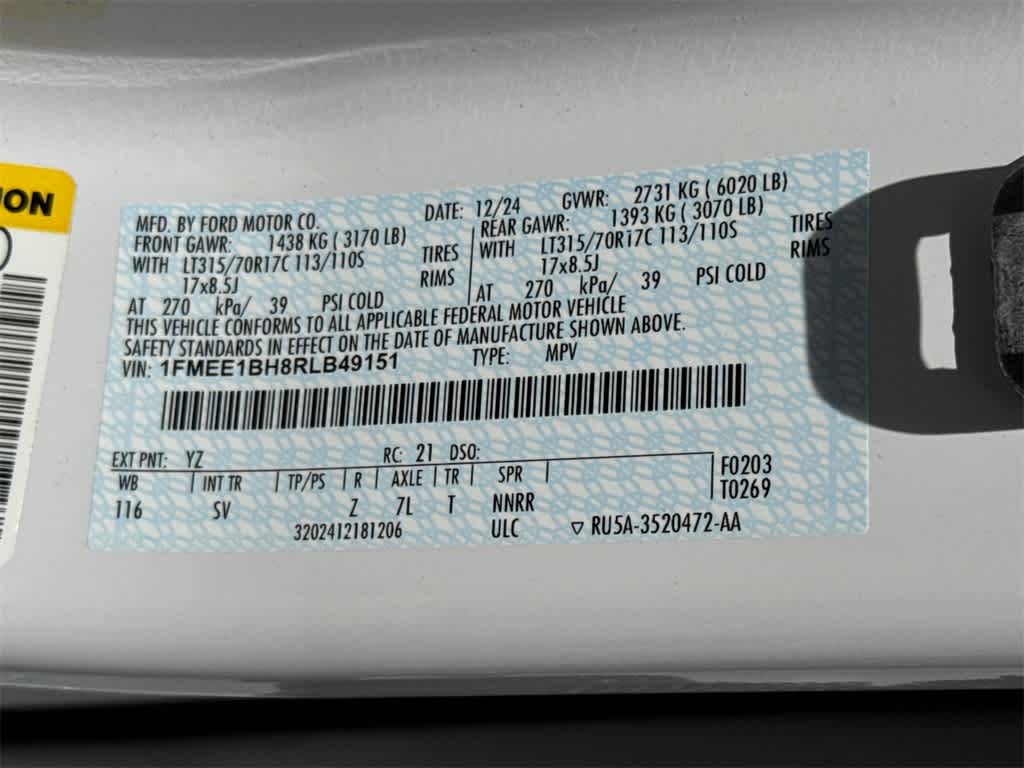 MFD. BY FORD MOTOR CO. DATE: 12/24 GVWR: 2731 KG ( 6020 LB)
FRONT GAWR: 1438 KG ( 3170 LB) REAR GAWR: 1393 KG ( 3070 LB)
WITH LT315/70R17C 113/110S TIRES WITH LT315/70R17C 113/110S TIRES
17x8.5J RIMS 17x8.5J RIMS
AT 270 kPa/ 39 PSI COLD AT 270 kPa/ 39 PSI COLD
THIS VEHICLE CONFORMS TO ALL APPLICABLE FEDERAL MOTOR VEHICLE
SAFETY STANDARDS IN EFFECT ON THE DATE OF MANUFACTURE SHOWN ABOVE.
VIN: 1FMEE1BH8RLB49151 TYPE: MPV
EXT PNT: YZ RC: 21 DSO:
WB INT TR TP/PS R AXLE TR SPR F0203
116 SV Z 7L T NNRR T0269
3202412181206 ULC ▽ RU5A-3520472-AA